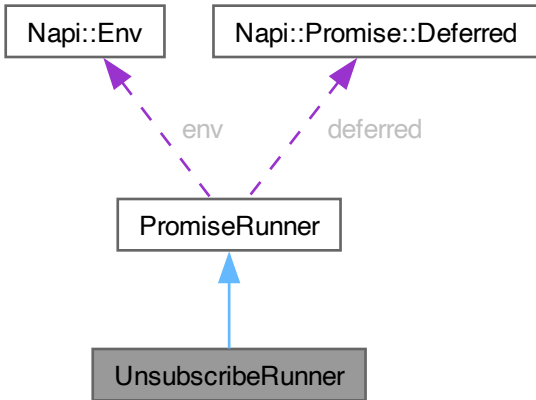 Napi::Env
Napi::Promise::Deferred
env
deferred
PromiseRunner
UnsubscribeRunner